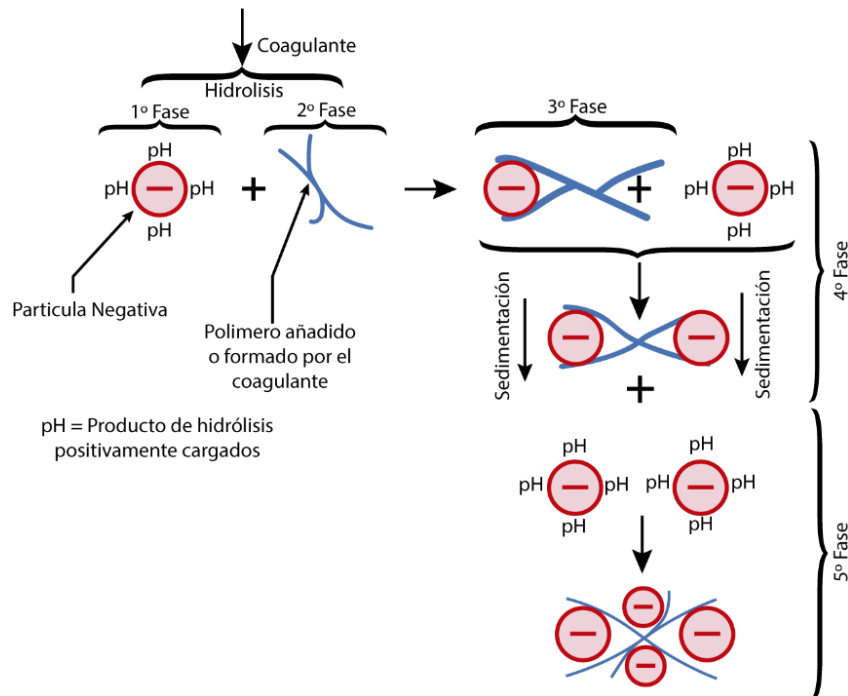 Coagulante
Hidrolisis
1º Fase
2º Fase
3º Fase
pH
pH
pH
pH
−
+
−
+
pH
pH
pH
pH
−
4º Fase
Particula Negativa
Polimero añadido
o formado por el
coagulante
Sedimentación
Sedimentación
−
−
+
pH = Producto de hidrólisis
positivamente cargados
pH
pH
pH
pH
−
pH
pH
pH
pH
−
5º Fase
−
−
−
−